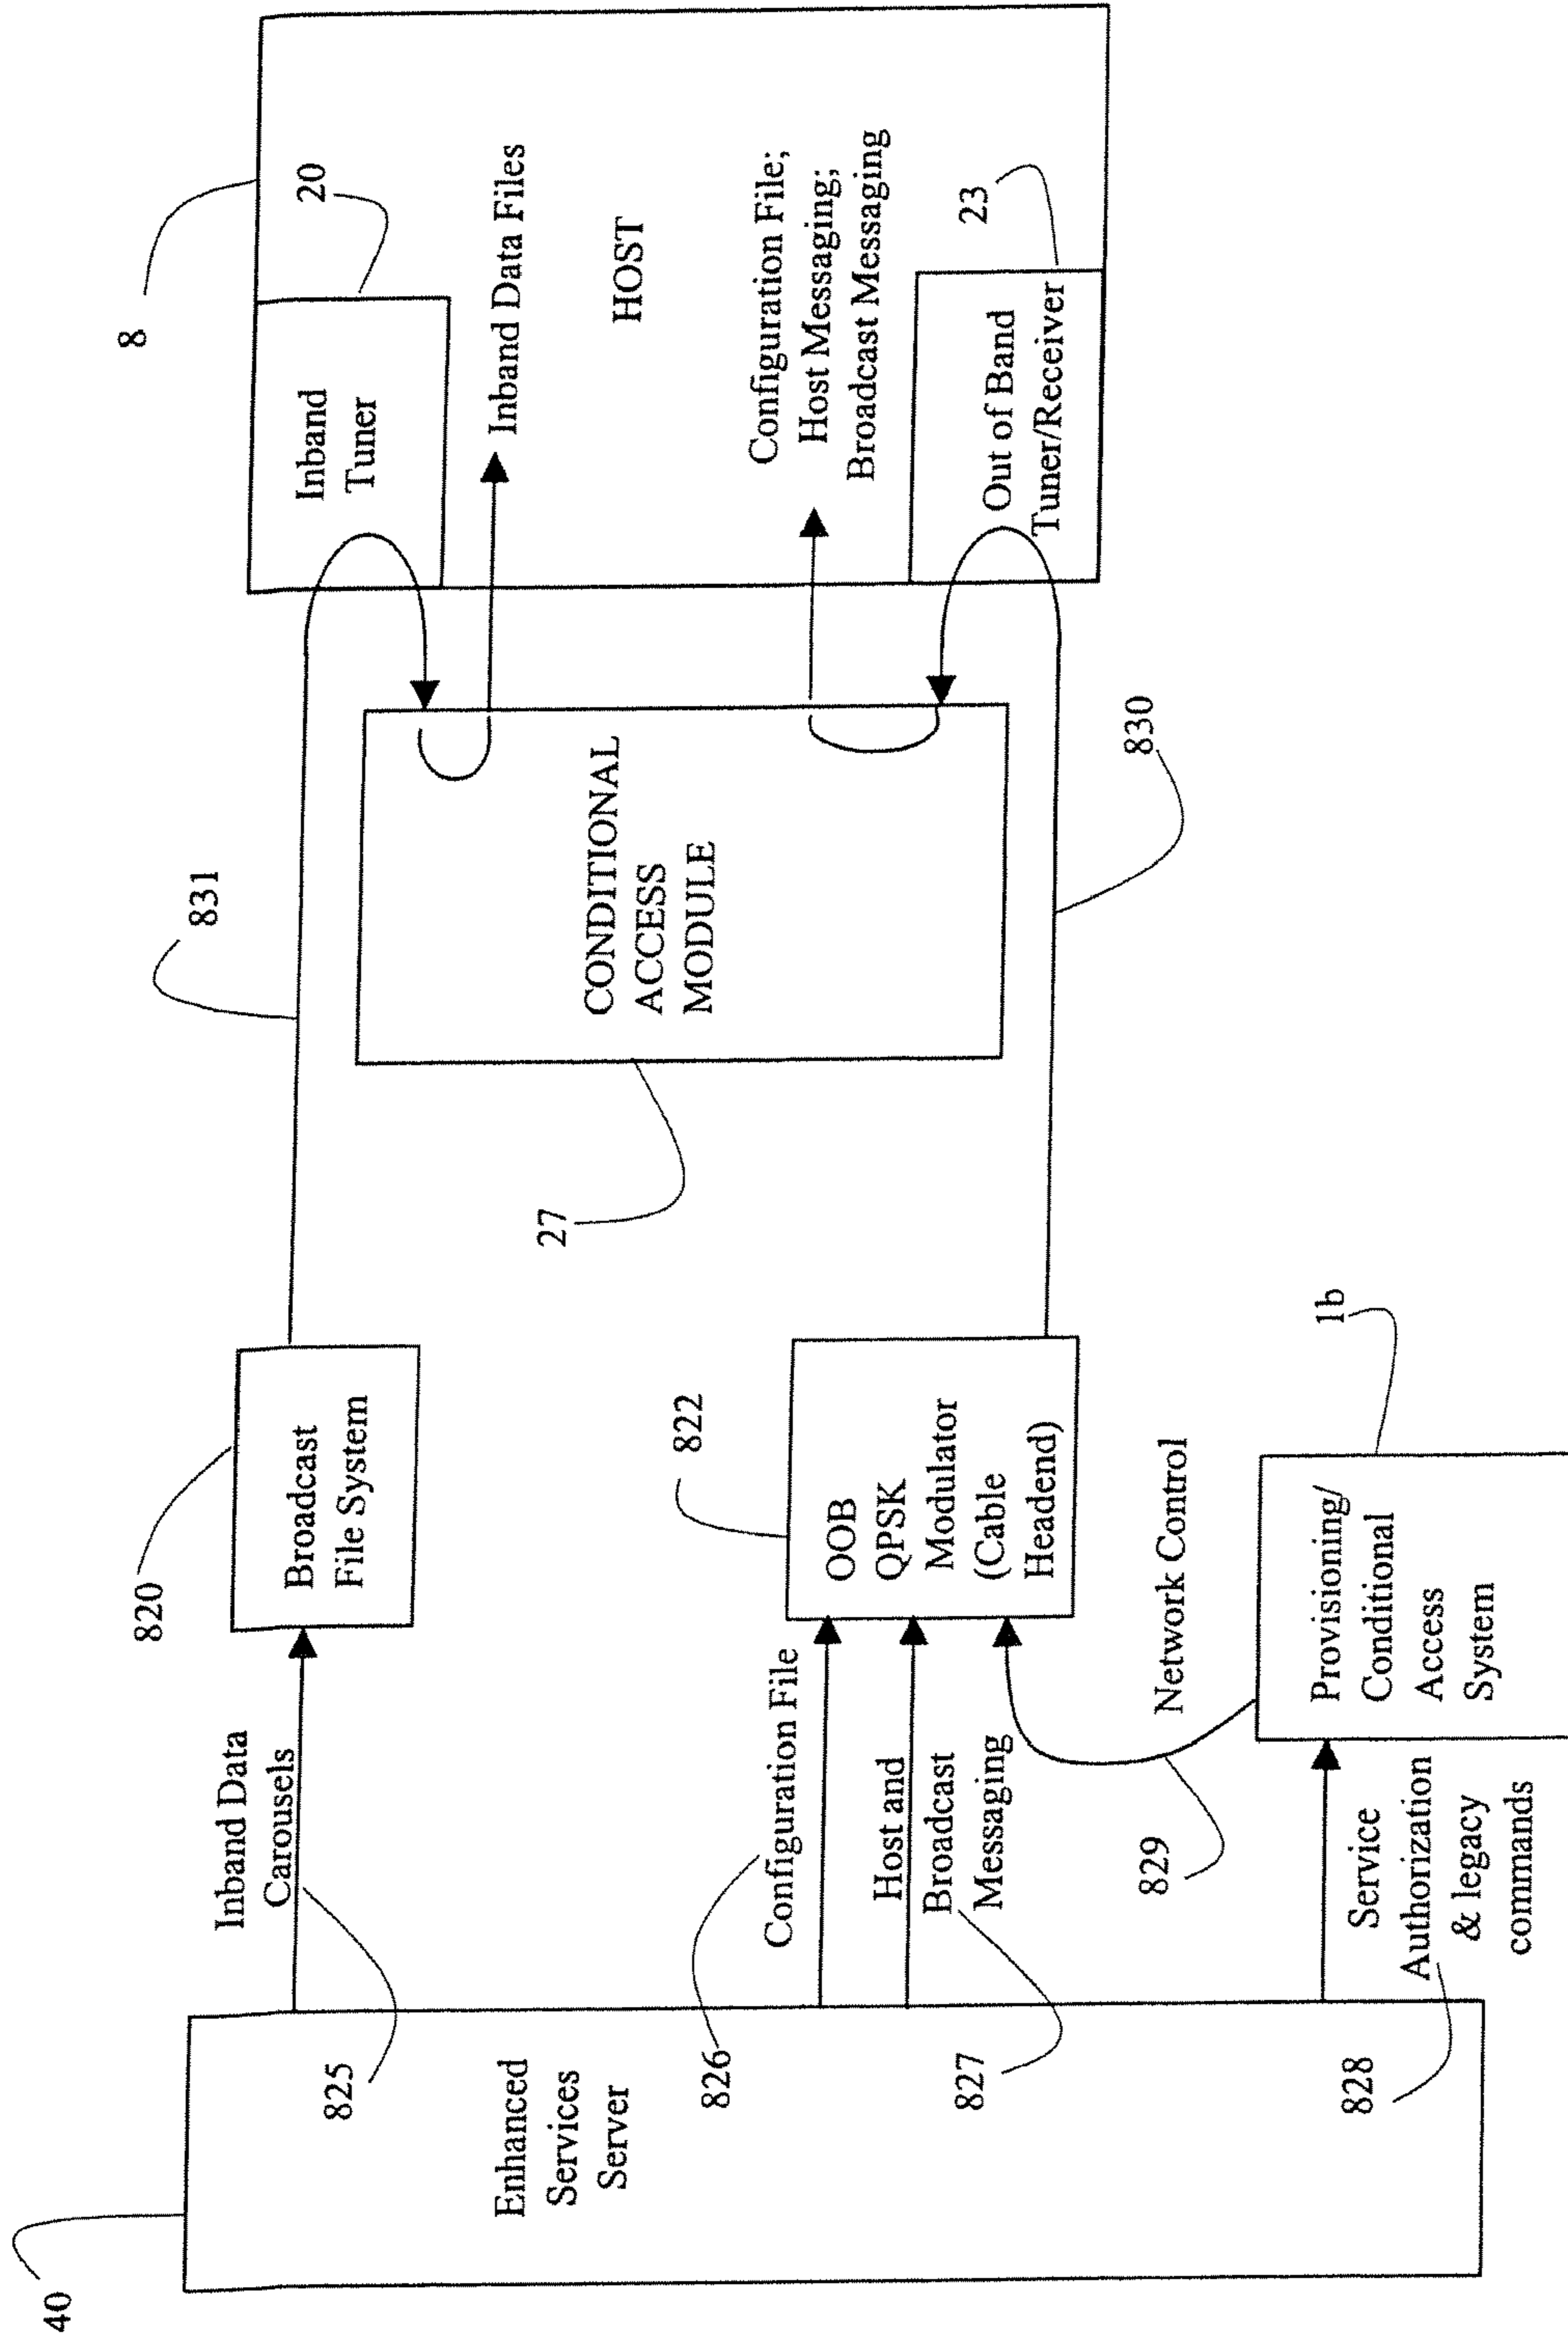 8
20
Inband
Tuner
Inband Data Files
HOST
Configuration File;
Host Messaging;
Broadcast Messaging
23
Out of Band
Tuner/Receiver
831
CONDITIONAL
ACCESS
MODULE
27
830
820
Broadcast
File System
822
OOB
QPSK
Modulator
(Cable
Headend)
1b
Provisioning/
Conditional
Access
System
Network Control
829
Inband Data
Carousels
Configuration File
Host and
Broadcast
Messaging
Service
Authorization
& legacy
commands
40
Enhanced
Services
Server
825
826
827
828